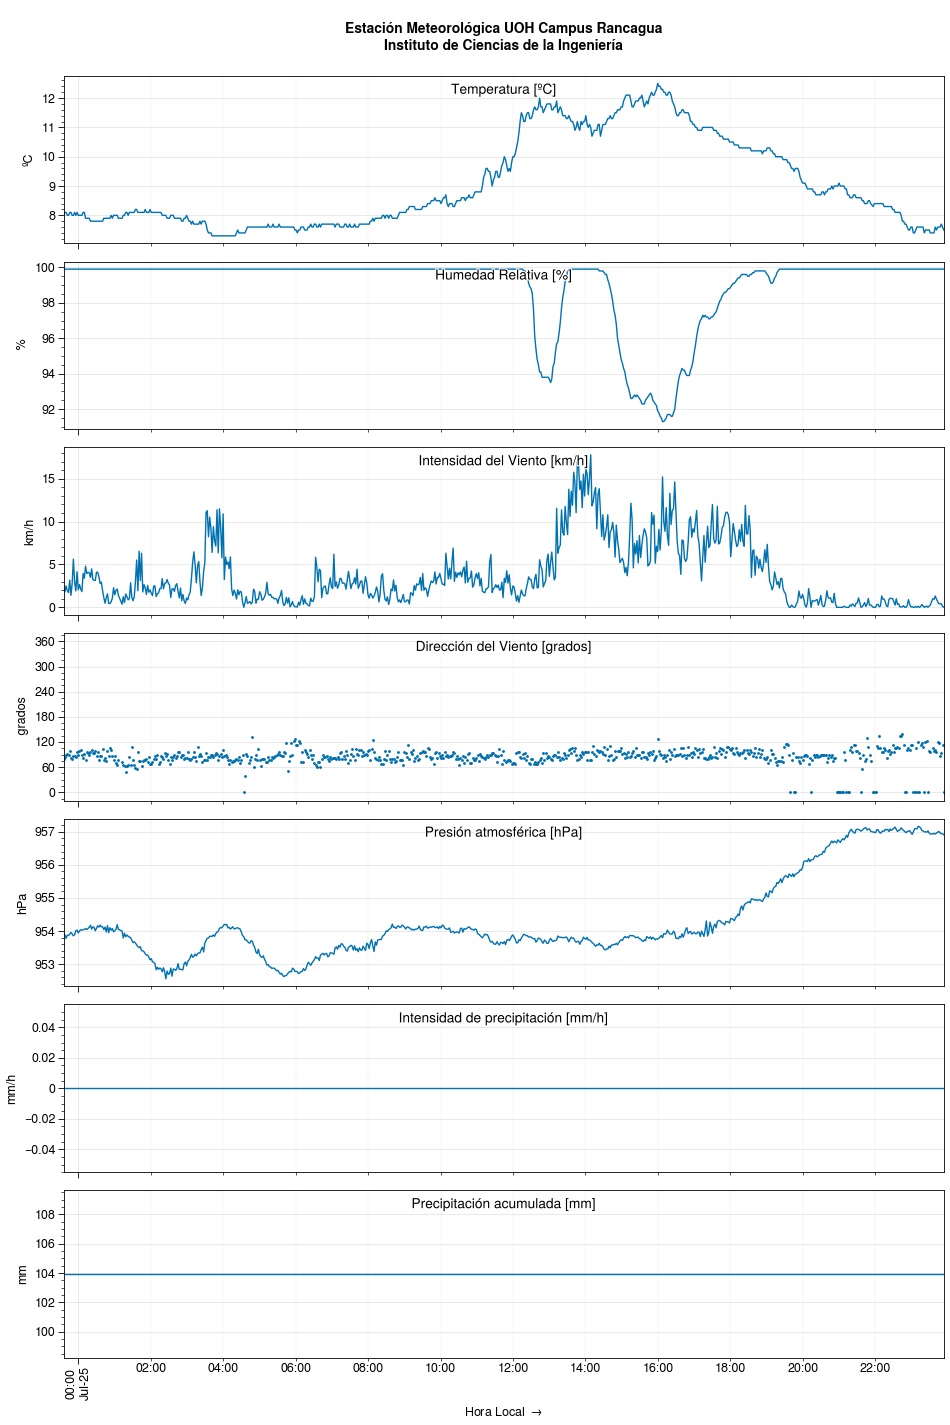 Estación Meteorológica UOH Campus Rancagua
Instituto de Ciencias de la Ingeniería
Temperatura [ºC]
12
11
10
9
8
ºC
Humedad Relativa [%]
100
98
96
94
92
%
Intensidad del Viento [km/h]
15
10
5
0
km/h
Dirección del Viento [grados]
360
300
240
180
120
60
0
grados
Presión atmosférica [hPa]
957
956
955
954
953
hPa
Intensidad de precipitación [mm/h]
0.04
0.02
0
−0.02
−0.04
mm/h
Precipitación acumulada [mm]
108
106
104
102
100
mm
00:00
Jul-25
02:00
04:00
06:00
08:00
10:00
12:00
14:00
16:00
18:00
20:00
22:00
Hora Local →